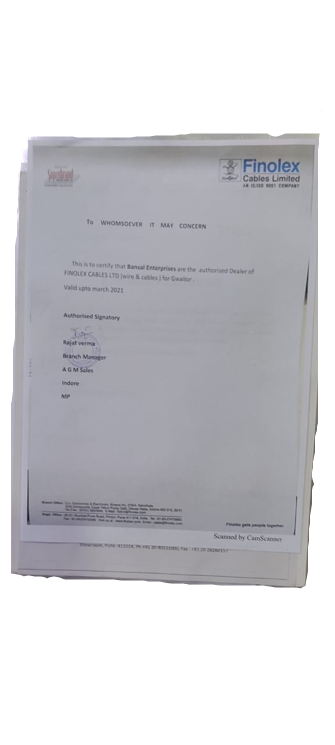 Finolex
Cables Limited
AN IS/ISO 9001 COMPANY
To WHOMSOEVER IT MAY CONCERN
This is to certify that Bansal Enterprises are the authorised Dealer of
FINOLEX CABLES LTD (wire & cables) for Gwalior.
Valid upto march 2021
Authorised Signatory
Rajat verma
Branch Manager
A G M Sales
Indore
MP
Finolex gets people together.
Scanned by CamScanner